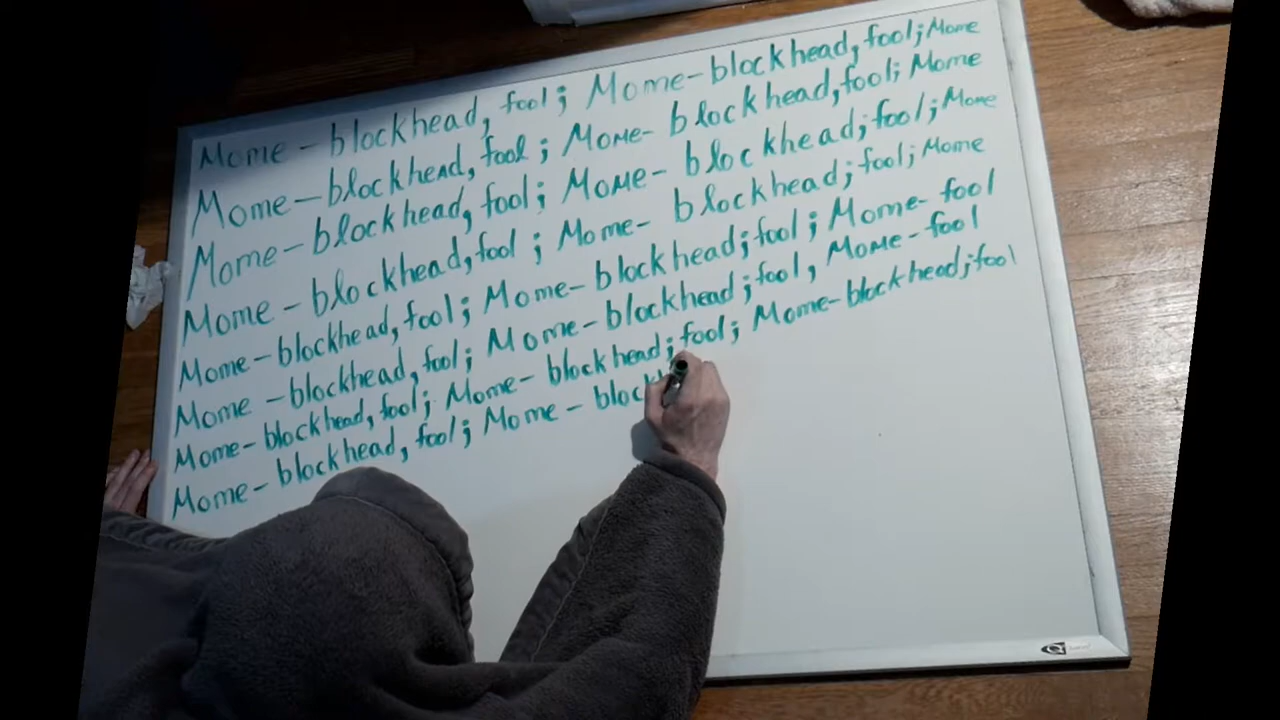 Mome - blockhead, fool; Mome - blockhead, fool; Mome
Mome - blockhead, fool; Mome - blockhead, fool; Mome
Mome - blockhead, fool; Mome - blockhead; fool; Mome
Mome - blockhead, fool; Mome - blockhead; fool; Mome
Mome - blockhead, fool; Mome - blockhead; fool; Mome - fool
Mome - blockhead, fool; Mome - blockhead; fool, Mome - fool
Mome - blockhead, fool; Mome - blockhead; fool; Mome - blockhead; fool
Mome - blockhead, fool; Mome - block